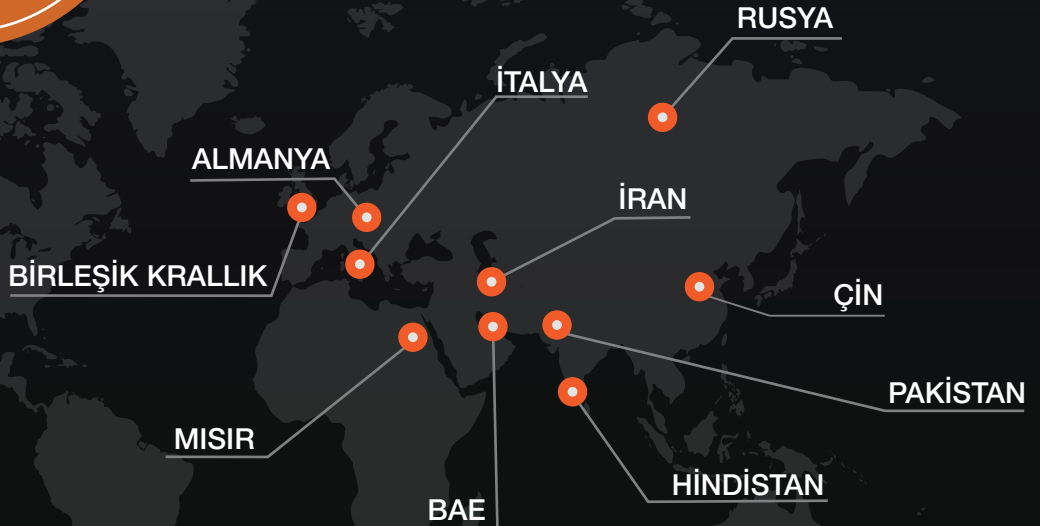 RUSYA
İTALYA
ALMANYA
İRAN
BİRLEŞİK KRALLIK
ÇİN
PAKİSTAN
MISIR
HİNDİSTAN
BAE